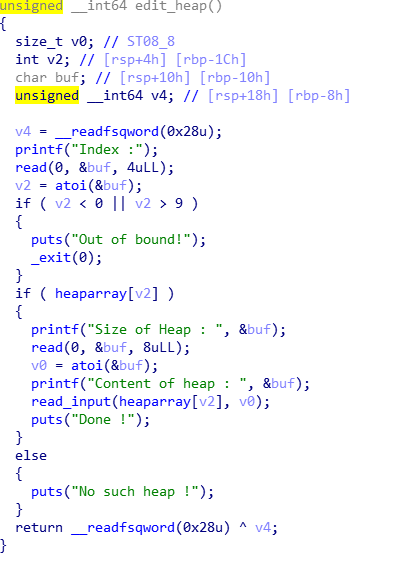 unsigned __int64 edit_heap()
{
  size_t v0; // ST08_8
  int v2; // [rsp+4h] [rbp-1Ch]
  char buf; // [rsp+10h] [rbp-10h]
  unsigned __int64 v4; // [rsp+18h] [rbp-8h]

  v4 = __readfsqword(0x28u);
  printf("Index :");
  read(0, &buf, 4uLL);
  v2 = atoi(&buf);
  if ( v2 < 0 || v2 > 9 )
  {
    puts("Out of bound!");
    _exit(0);
  }
  if ( heaparray[v2] )
  {
    printf("Size of Heap : ", &buf);
    read(0, &buf, 8uLL);
    v0 = atoi(&buf);
    printf("Content of heap : ", &buf);
    read_input(heaparray[v2], v0);
    puts("Done !");
  }
  else
  {
    puts("No such heap !");
  }
  return __readfsqword(0x28u) ^ v4;
}